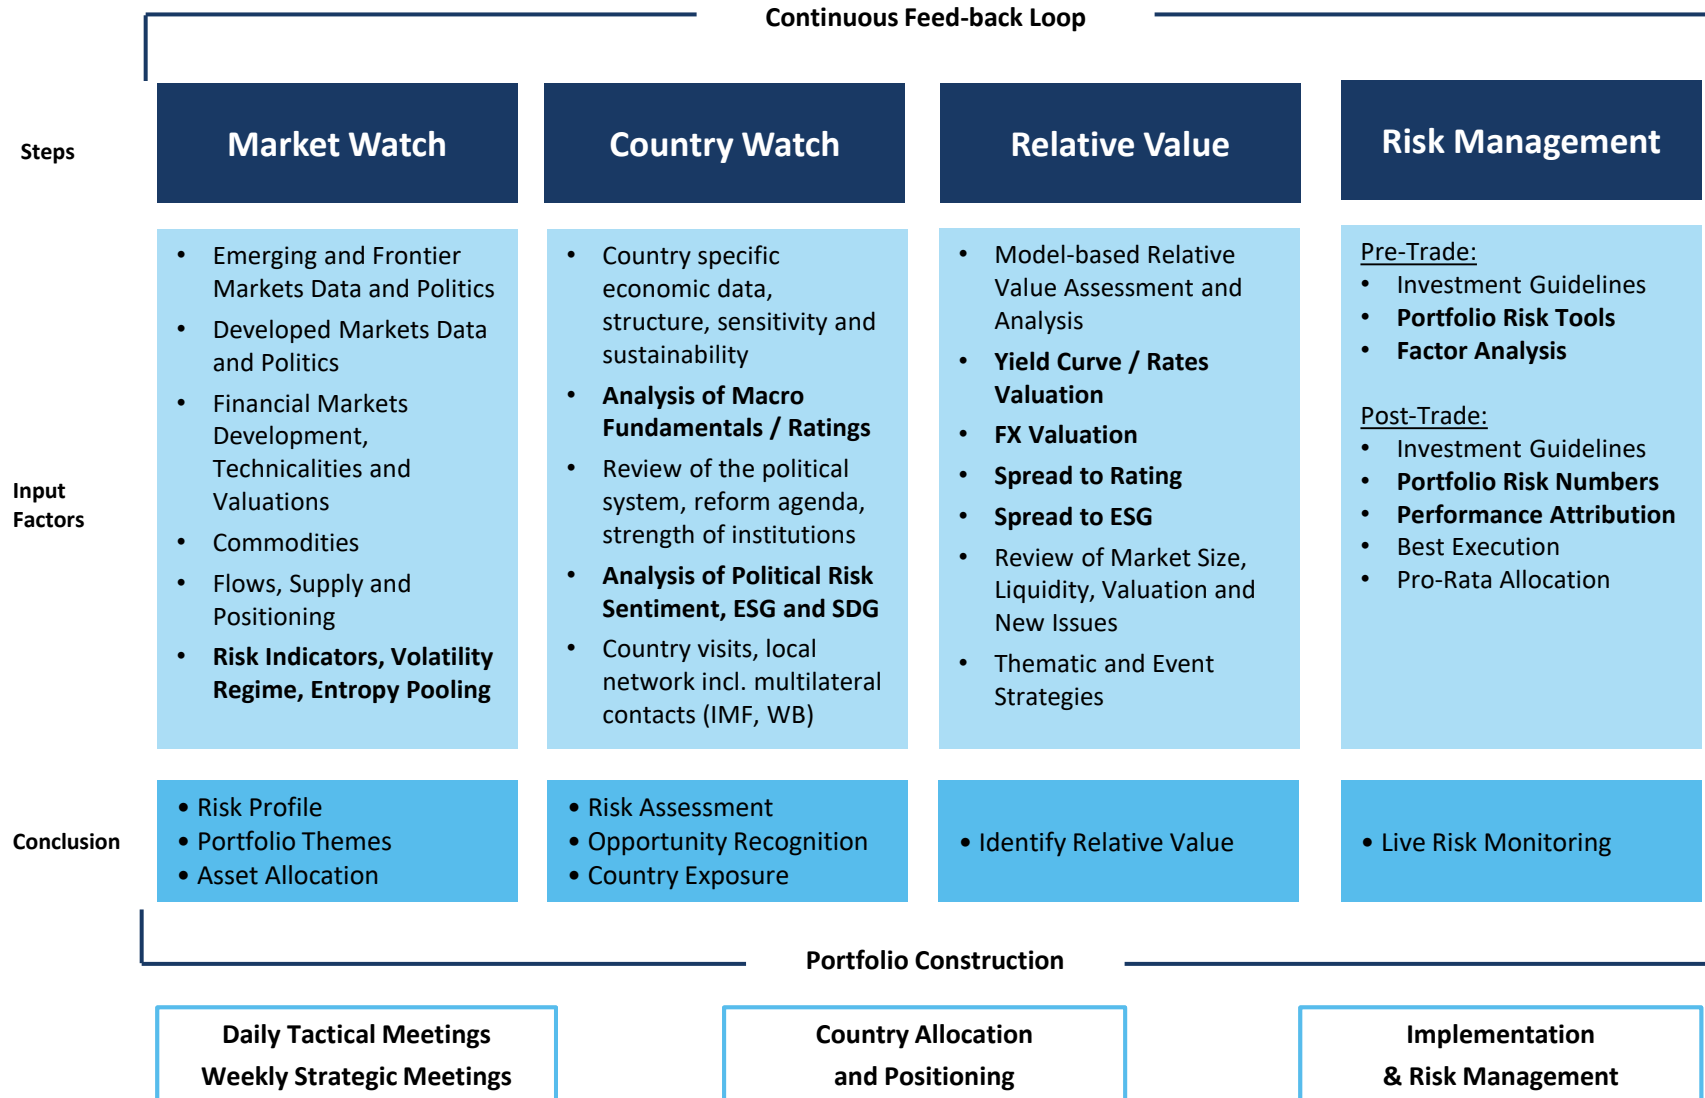 Continuous Feed-back Loop
Steps
Market Watch
Country Watch
Relative Value
Risk Management
Input
Factors
• Emerging and Frontier
Markets Data and Politics
• Developed Markets Data
and Politics
• Financial Markets
Development,
Technicalities and
Valuations
• Commodities
• Flows, Supply and
Positioning
• Risk Indicators, Volatility
Regime, Entropy Pooling
• Country specific
economic data,
structure, sensitivity and
sustainability
• Analysis of Macro
Fundamentals / Ratings
• Review of the political
system, reform agenda,
strength of institutions
• Analysis of Political Risk
Sentiment, ESG and SDG
• Country visits, local
network incl. multilateral
contacts (IMF, WB)
• Model-based Relative
Value Assessment and
Analysis
• Yield Curve / Rates
Valuation
• FX Valuation
• Spread to Rating
• Spread to ESG
• Review of Market Size,
Liquidity, Valuation and
New Issues
• Thematic and Event
Strategies
Pre-Trade:
• Investment Guidelines
• Portfolio Risk Tools
• Factor Analysis
Post-Trade:
• Investment Guidelines
• Portfolio Risk Numbers
• Performance Attribution
• Best Execution
• Pro-Rata Allocation
Conclusion
• Risk Profile
• Portfolio Themes
• Asset Allocation
• Risk Assessment
• Opportunity Recognition
• Country Exposure
• Identify Relative Value
• Live Risk Monitoring
Portfolio Construction
Daily Tactical Meetings
Weekly Strategic Meetings
Country Allocation
and Positioning
Implementation
& Risk Management